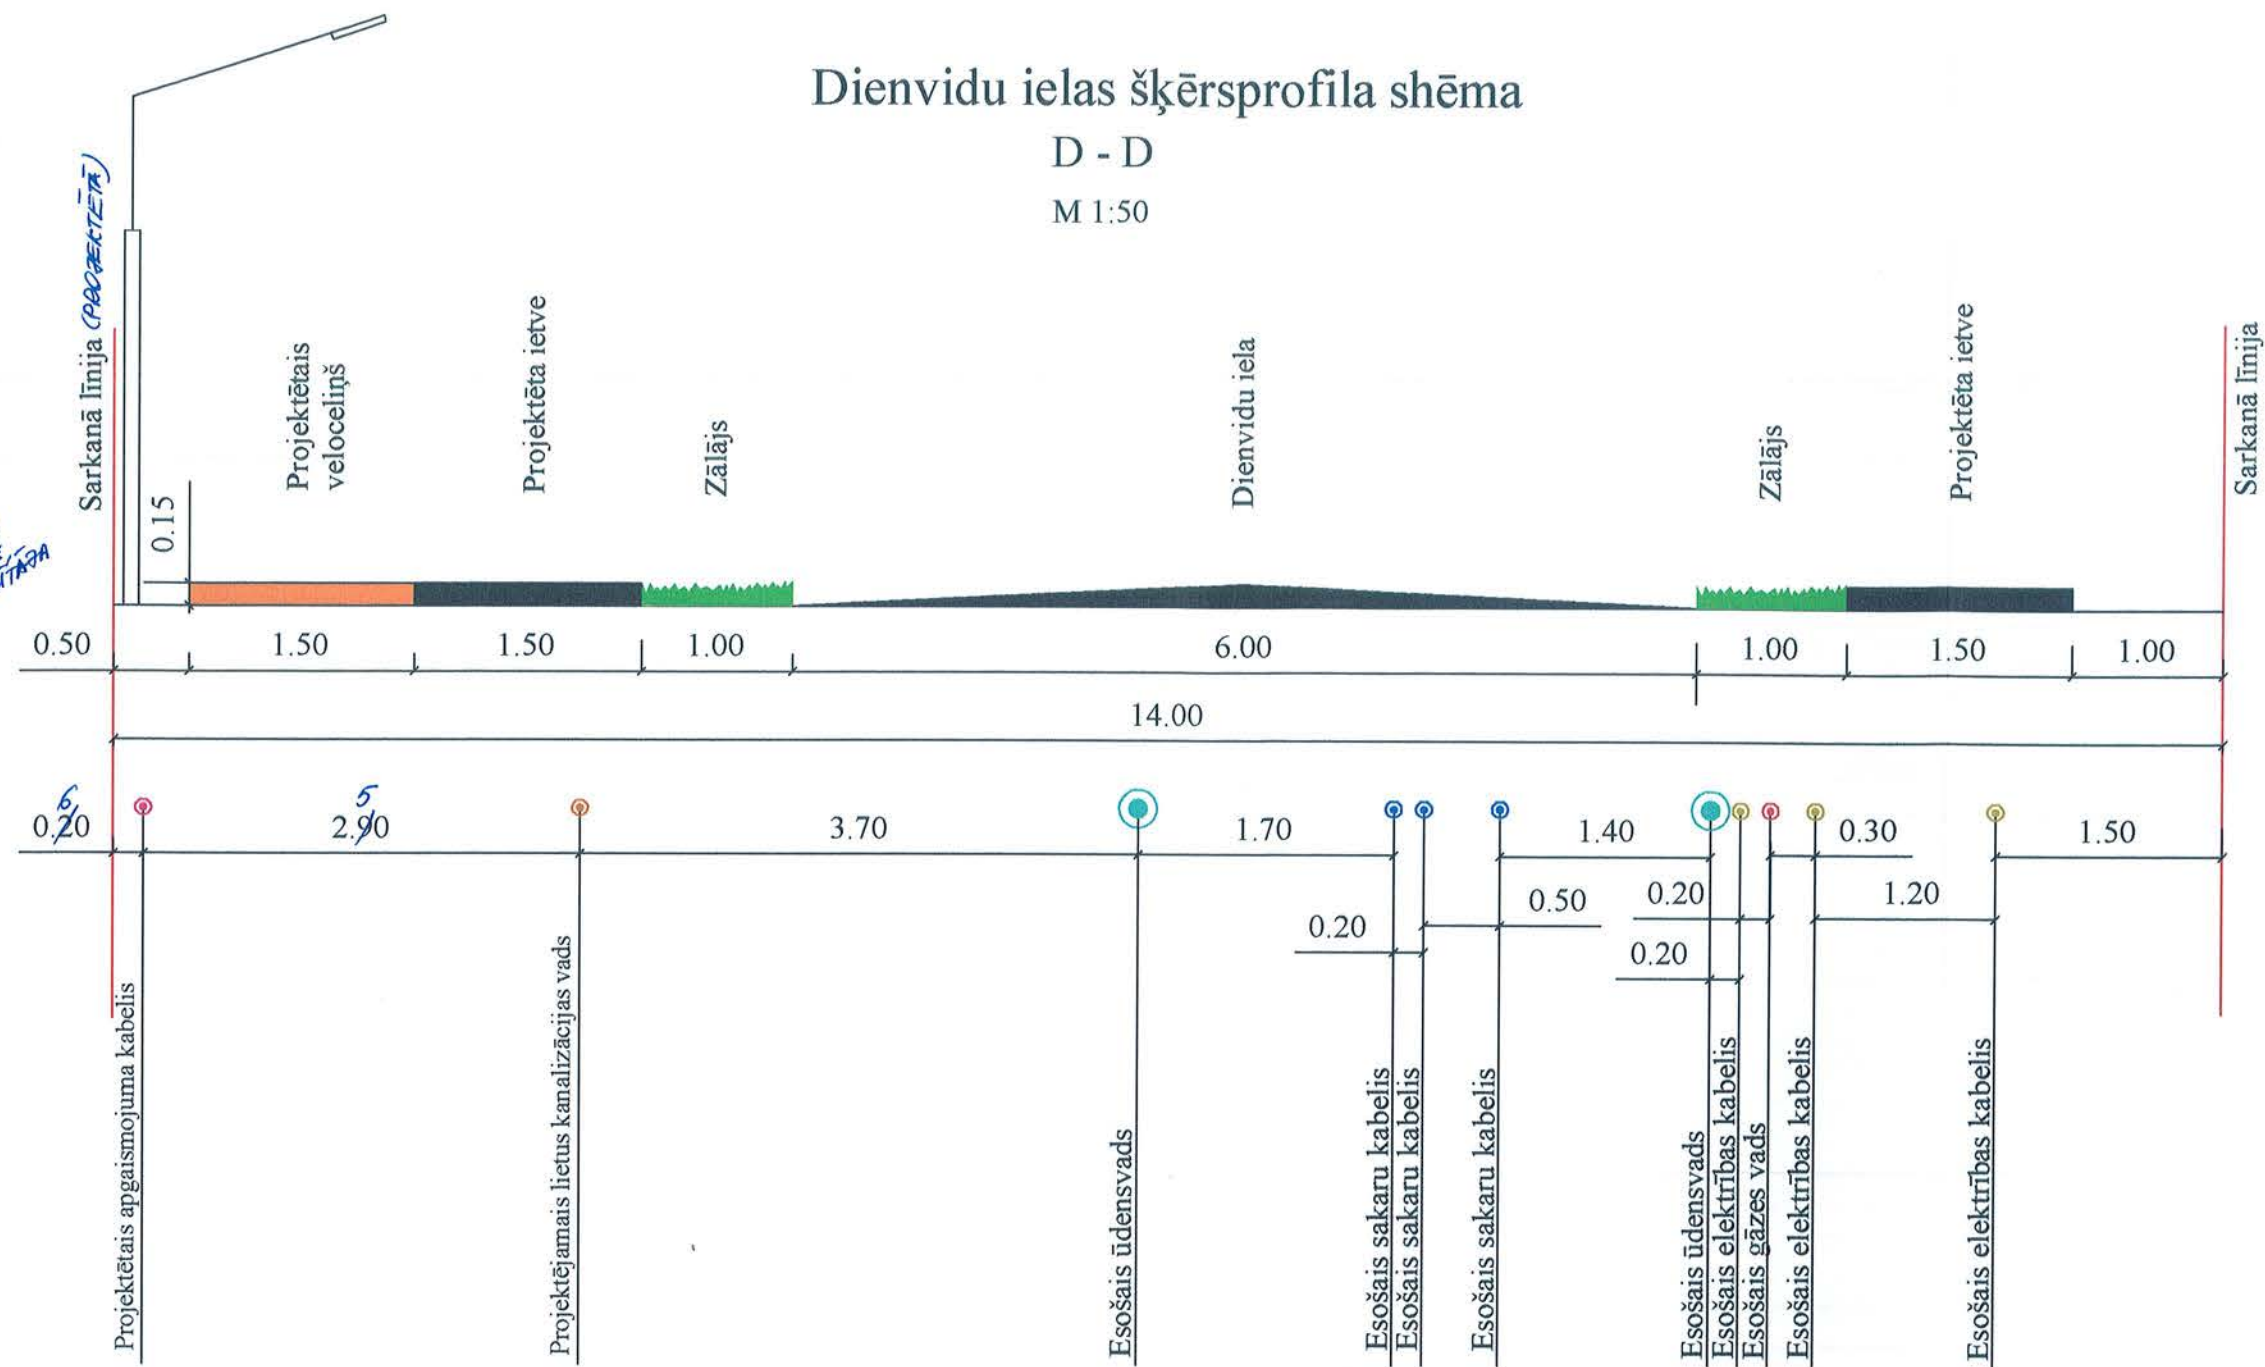 Dienvidu ielas šķērsprofila shēma
D - D
M 1:50
Sarkanā līnija (PROJEKTĒTĀ)
Projektētais
veloceliņš
Projektēta ietve
Zālājs
Dienvidu iela
Zālājs
Projektēta ietve
Sarkanā līnija
0.15
0.50 1.50 1.50 1.00 6.00 1.00 1.50 1.00
14.00
6 5
0.20 2.90 3.70 1.70 1.40 0.30 1.50
0.20 0.50 0.20 1.20
0.20
Projektētais apgaismojuma kabelis
Projektējamais lietus kanalizācijas vads
Esošais ūdensvads
Esošais sakaru kabelis
Esošais sakaru kabelis
Esošais sakaru kabelis
Esošais ūdensvads
Esošais elektrības kabelis
Esošais gāzes vads
Esošais elektrības kabelis
Esošais elektrības kabelis